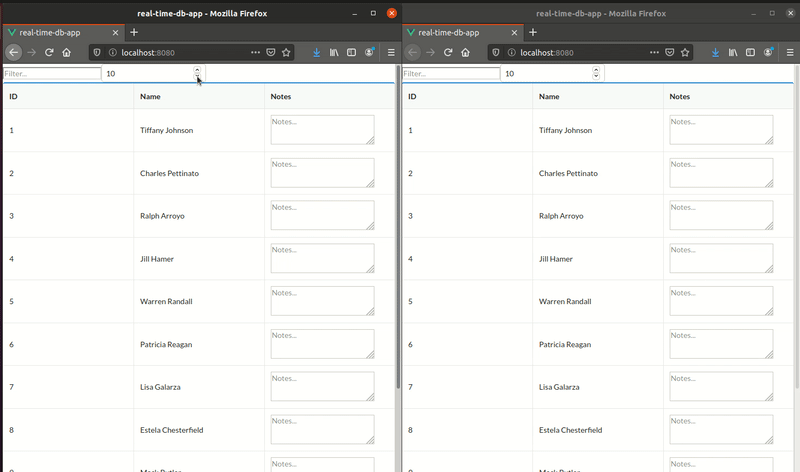 real-time-db-app - Mozilla Firefox
real-time-db-app
localhost:8080
Filter... 10
ID Name Notes
1 Tiffany Johnson Notes...
2 Charles Pettinato Notes...
3 Ralph Arroyo Notes...
4 Jill Hamer Notes...
5 Warren Randall Notes...
6 Patricia Reagan Notes...
7 Lisa Galarza Notes...
8 Estela Chesterfield Notes...
real-time-db-app - Mozilla Firefox
real-time-db-app
localhost:8080
Filter... 10
ID Name Notes
1 Tiffany Johnson Notes...
2 Charles Pettinato Notes...
3 Ralph Arroyo Notes...
4 Jill Hamer Notes...
5 Warren Randall Notes...
6 Patricia Reagan Notes...
7 Lisa Galarza Notes...
8 Estela Chesterfield Notes...